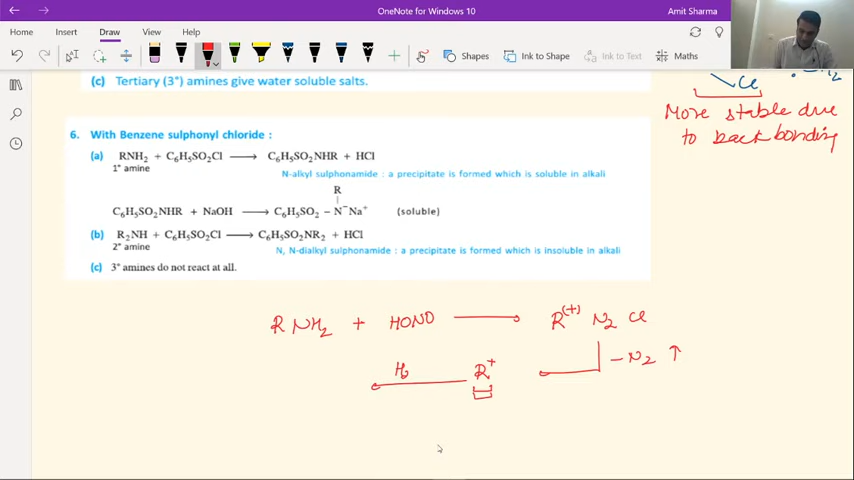 OneNote for Windows 10
Amit Sharma
Home Insert Draw View Help
Share
Shapes Ink to Shape Ink to Text Maths
(c) Tertiary (3°) amines give water soluble salts.
Cl
More stable due
to back bonding
6. With Benzene sulphonyl chloride :
(a) RNH₂ + C₆H₅SO₂Cl ⟶ C₆H₅SO₂NHR + HCl
1° amine
N-alkyl sulphonamide : a precipitate is formed which is soluble in alkali
R
|
C₆H₅SO₂NHR + NaOH ⟶ C₆H₅SO₂ – N⁻Na⁺ (soluble)
(b) R₂NH + C₆H₅SO₂Cl ⟶ C₆H₅SO₂NR₂ + HCl
2° amine
N, N-dialkyl sulphonamide : a precipitate is formed which is insoluble in alkali
(c) 3° amines do not react at all.
R NH₂ + HONO ⟶ R⁽⁺⁾ N₂ Cl
– N₂ ↑
H₂ R⁺